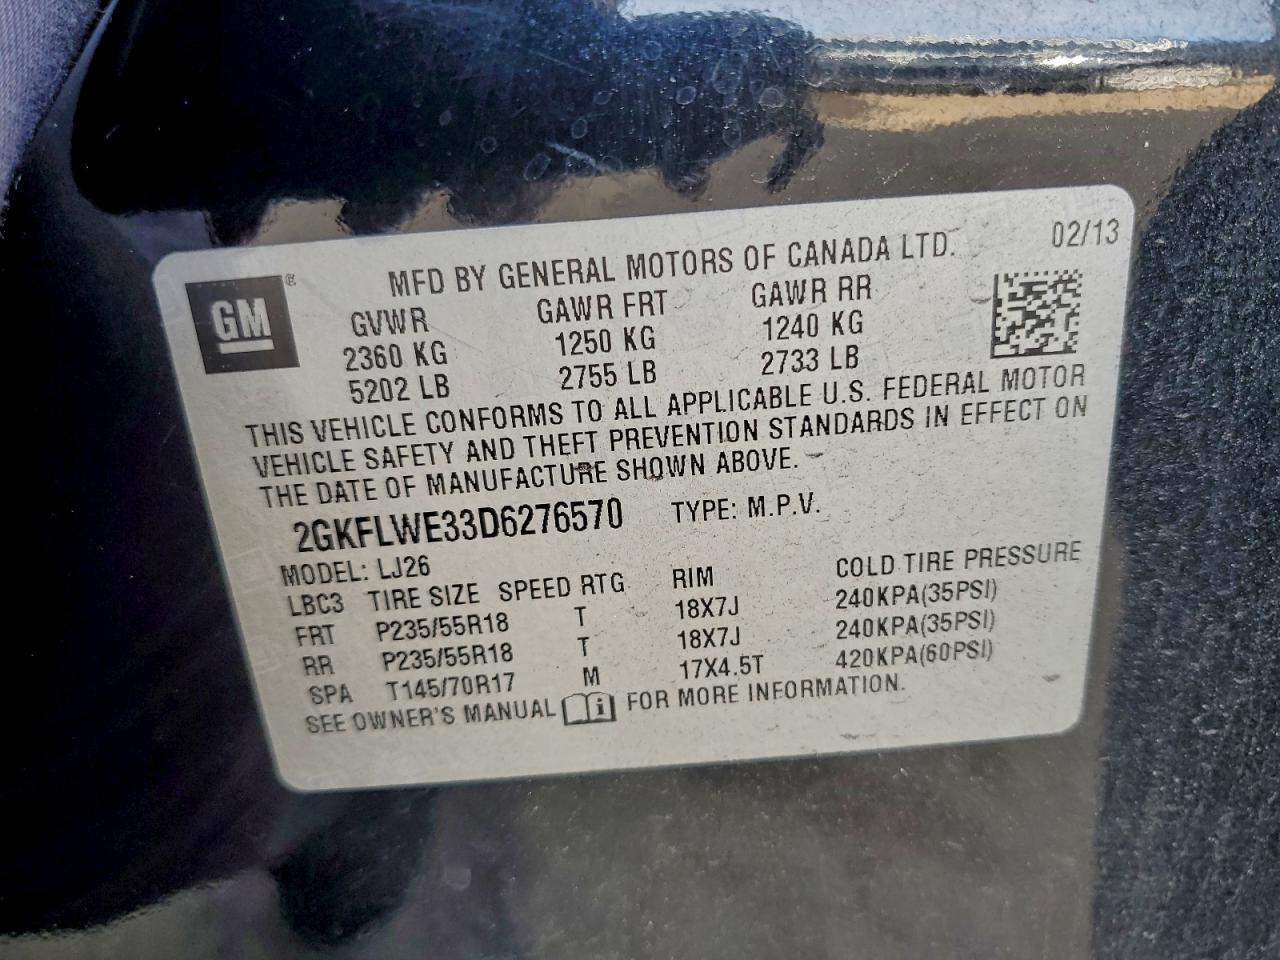 MFD BY GENERAL MOTORS OF CANADA LTD. 02/13
GM ®
GVWR GAWR FRT GAWR RR
2360 KG 1250 KG 1240 KG
5202 LB 2755 LB 2733 LB
THIS VEHICLE CONFORMS TO ALL APPLICABLE U.S. FEDERAL MOTOR
VEHICLE SAFETY AND THEFT PREVENTION STANDARDS IN EFFECT ON
THE DATE OF MANUFACTURE SHOWN ABOVE.
2GKFLWE33D6276570 TYPE: M.P.V.
MODEL: LJ26
LBC3 TIRE SIZE SPEED RTG RIM COLD TIRE PRESSURE
FRT P235/55R18 T 18X7J 240KPA(35PSI)
RR P235/55R18 T 18X7J 240KPA(35PSI)
SPA T145/70R17 M 17X4.5T 420KPA(60PSI)
SEE OWNER'S MANUAL i FOR MORE INFORMATION.